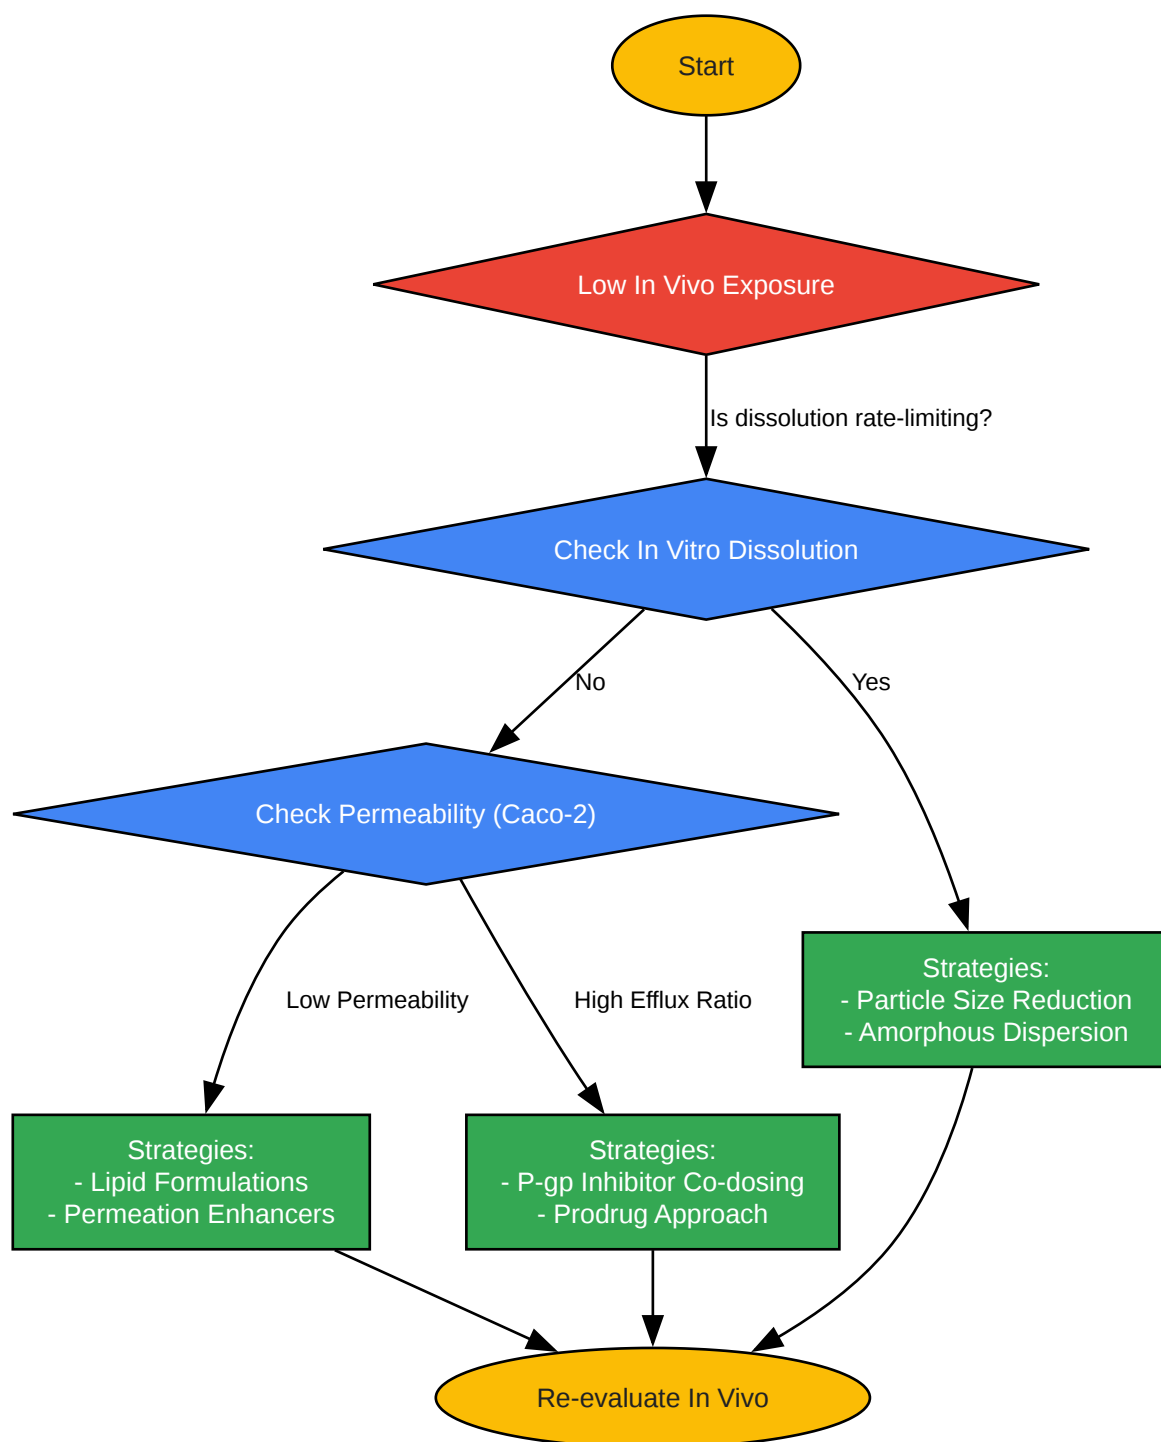 Start
Low In Vivo Exposure
Is dissolution rate-limiting?
Check In Vitro Dissolution
No
Yes
Check Permeability (Caco-2)
Low Permeability
High Efflux Ratio
Strategies:
- Particle Size Reduction
- Amorphous Dispersion
Strategies:
- Lipid Formulations
- Permeation Enhancers
Strategies:
- P-gp Inhibitor Co-dosing
- Prodrug Approach
Re-evaluate In Vivo